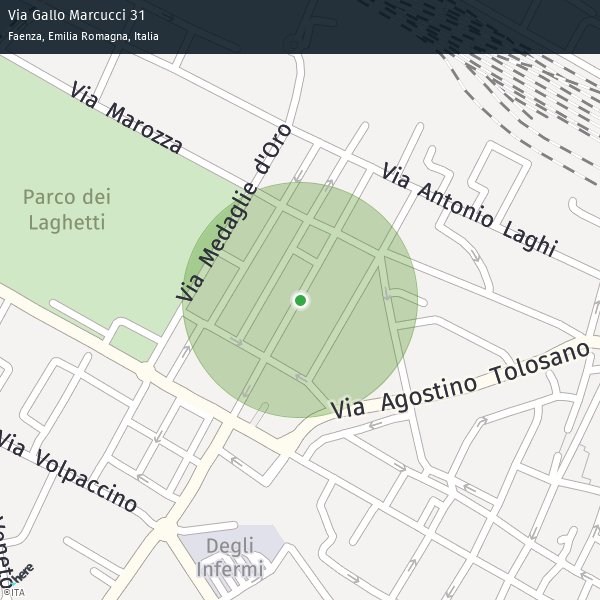 Via Gallo Marcucci 31
Faenza, Emilia Romagna, Italia
Via Marozza
Via Medaglie d'Oro
Via Antonio Laghi
Parco dei
Laghetti
Via Agostino Tolosano
Via Volpaccino
Veneto
Degli
Infermi
here
©ITA